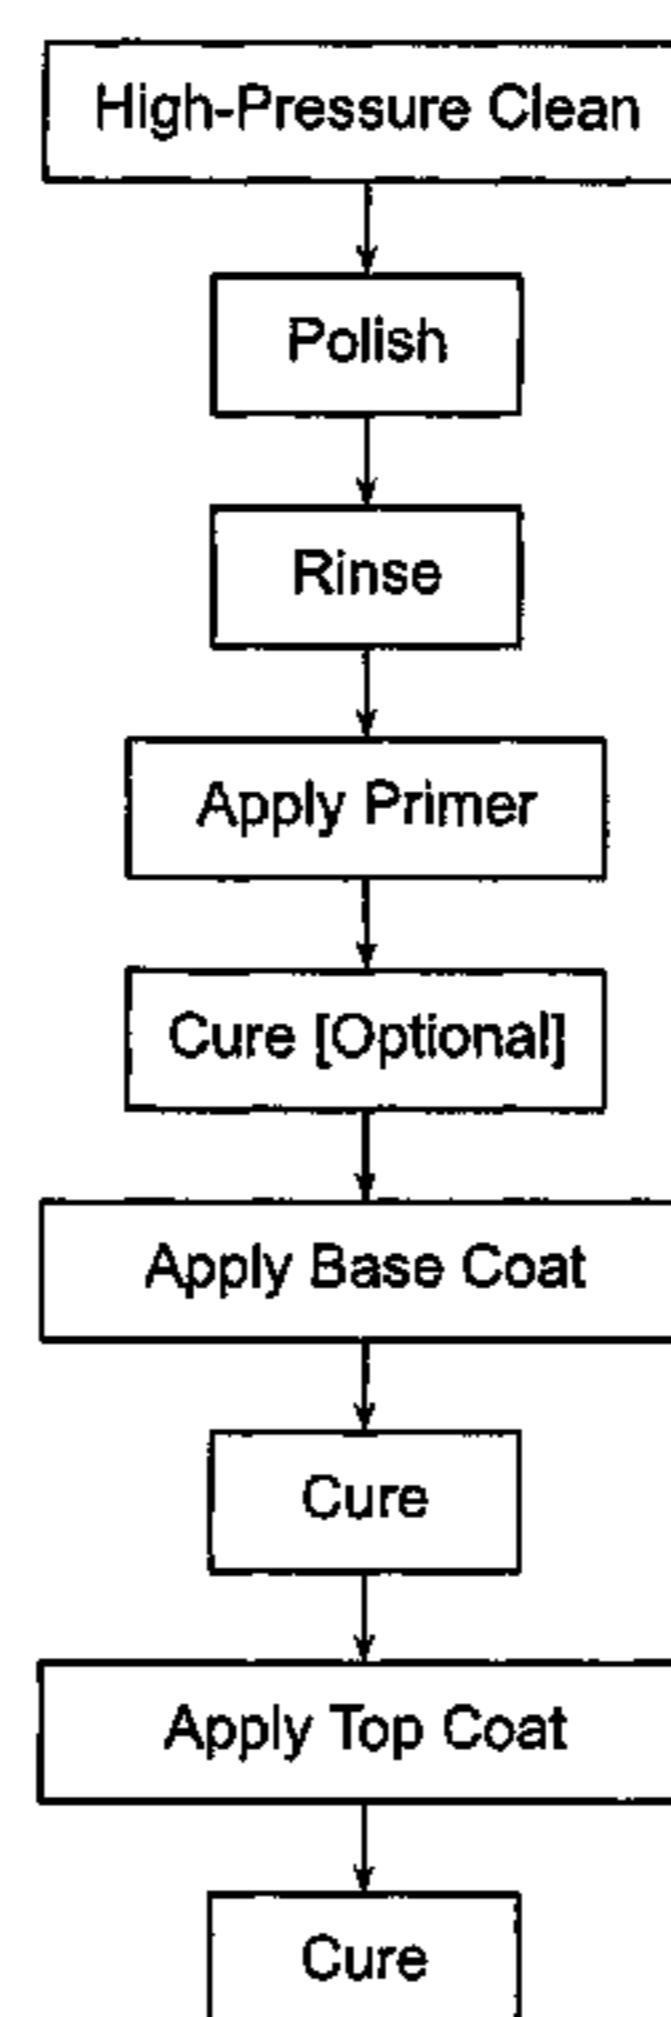 High-Pressure Clean
Polish
Rinse
Apply Primer
Cure [Optional]
Apply Base Coat
Cure
Apply Top Coat
Cure